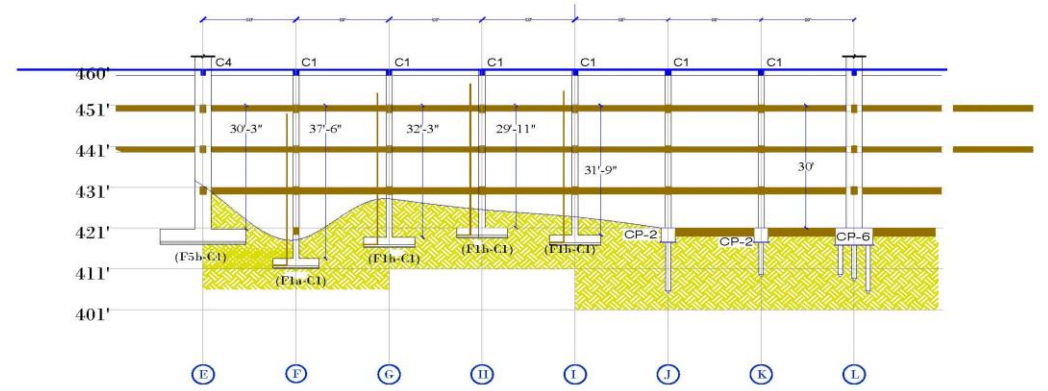 C4 C1 C1 C1 C1 C1 C1
460'
451'
30'-3" 37'-6" 32'-3" 29'-11"
441'
31'-9" 30'
431'
421'
CP-2 CP-2 CP-6
(F5b-C4) (F1b-C1) (F1b-C1) (F1b-C1)
411'
(F1a-C1)
401'
E F G H I J K L